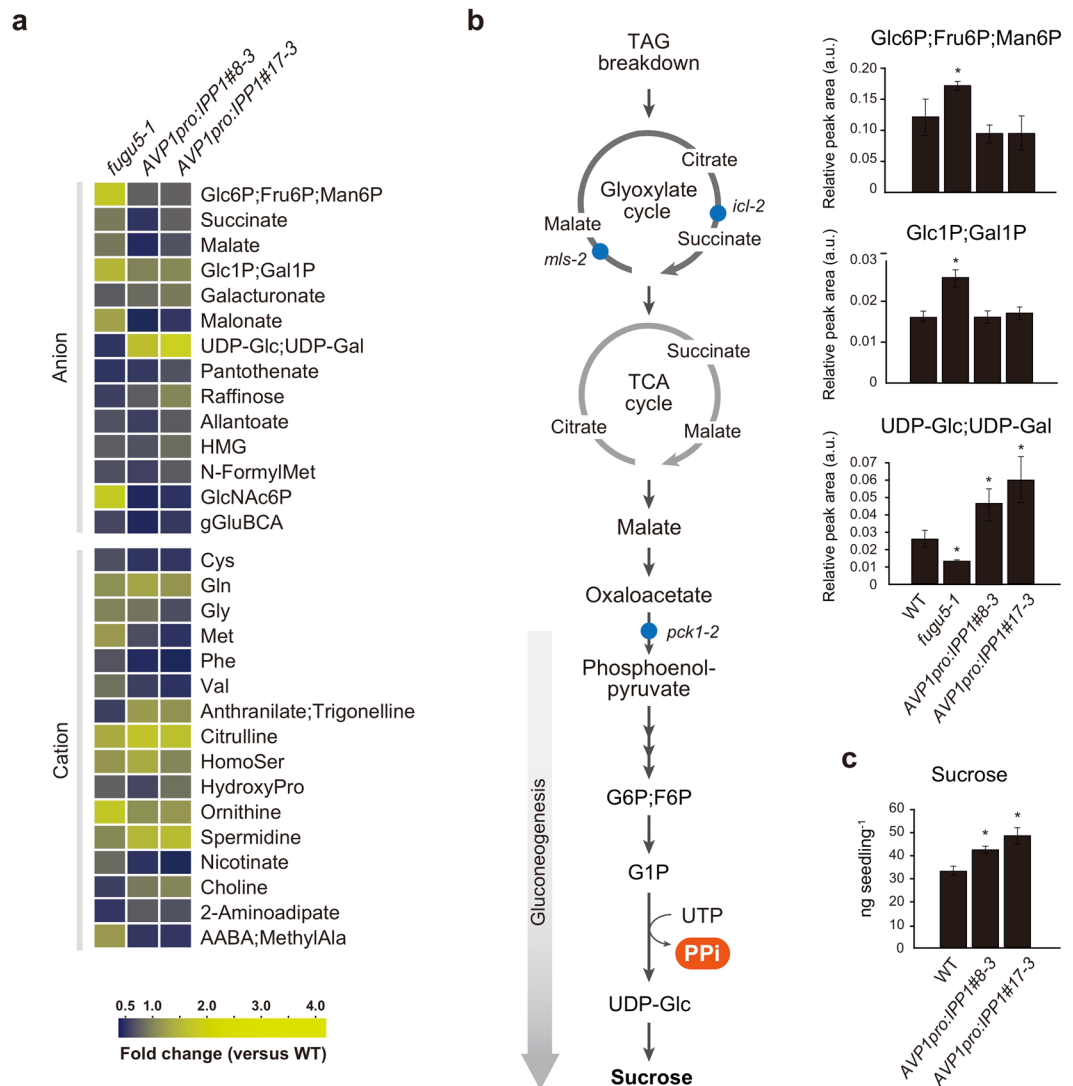 a
fugu5-1
AVP1pro:IPP1#8-3
AVP1pro:IPP1#17-3
Anion
Glc6P;Fru6P;Man6P
Succinate
Malate
Glc1P;Gal1P
Galacturonate
Malonate
UDP-Glc;UDP-Gal
Pantothenate
Raffinose
Allantoate
HMG
N-FormylMet
GlcNAc6P
gGluBCA
Cation
Cys
Gln
Gly
Met
Phe
Val
Anthranilate;Trigonelline
Citrulline
HomoSer
HydroxyPro
Ornithine
Spermidine
Nicotinate
Choline
2-Aminoadipate
AABA;MethylAla
0.5 1.0 2.0 3.0 4.0
Fold change (versus WT)
b
TAG
breakdown
Citrate
Glyoxylate
cycle
icl-2
Malate
Succinate
mls-2
Succinate
TCA
cycle
Citrate
Malate
Malate
Oxaloacetate
pck1-2
Phosphoenol-
pyruvate
G6P;F6P
G1P
UTP
PPi
UDP-Glc
Sucrose
Gluconeogenesis
Glc6P;Fru6P;Man6P
Relative peak area (a.u.)
0.20
0.15
0.10
0.05
0
*
Glc1P;Gal1P
Relative peak area (a.u.)
0.03
0.02
0.01
0
*
UDP-Glc;UDP-Gal
Relative peak area (a.u.)
0.07
0.06
0.05
0.04
0.03
0.02
0.01
0
*
*
*
WT
fugu5-1
AVP1pro:IPP1#8-3
AVP1pro:IPP1#17-3
c
Sucrose
ng seedling-1
60
50
40
30
20
10
0
*
*
WT
AVP1pro:IPP1#8-3
AVP1pro:IPP1#17-3